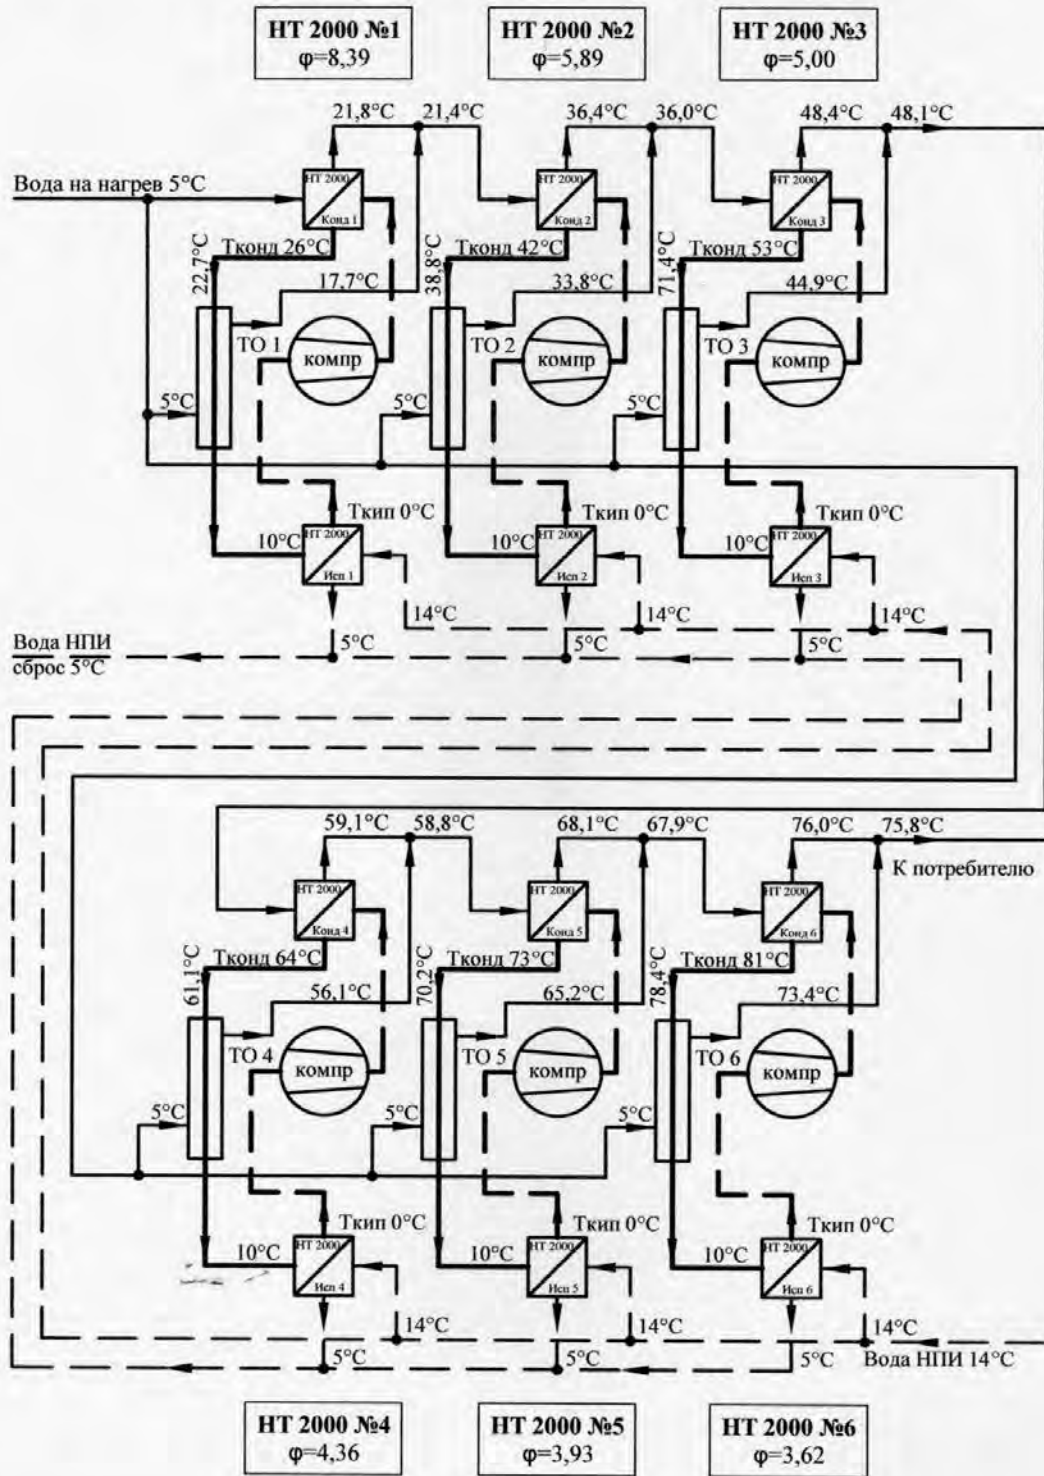 НТ 2000 №1
φ=8,39
НТ 2000 №2
φ=5,89
НТ 2000 №3
φ=5,00
21,8°C
21,4°C
36,4°C
36,0°C
48,4°C
48,1°C
Вода на нагрев 5°C
НТ 2000
Конд 1
НТ 2000
Конд 2
НТ 2000
Конд 3
Тконд 26°C
Тконд 42°C
Тконд 53°C
22,7°C
38,8°C
71,4°C
17,7°C
33,8°C
44,9°C
ТО 1
компр
ТО 2
компр
ТО 3
компр
5°C
5°C
5°C
Ткип 0°C
Ткип 0°C
Ткип 0°C
10°C
НТ 2000
Исп 1
10°C
НТ 2000
Исп 2
10°C
НТ 2000
Исп 3
14°C
14°C
14°C
Вода НПИ
сброс 5°C
5°C
5°C
5°C
59,1°C
58,8°C
68,1°C
67,9°C
76,0°C
75,8°C
К потребителю
НТ 2000
Конд 4
НТ 2000
Конд 5
НТ 2000
Конд 6
Тконд 64°C
Тконд 73°C
Тконд 81°C
61,1°C
70,2°C
78,4°C
56,1°C
65,2°C
73,4°C
ТО 4
компр
ТО 5
компр
ТО 6
компр
5°C
5°C
5°C
Ткип 0°C
Ткип 0°C
Ткип 0°C
10°C
НТ 2000
Исп 4
10°C
НТ 2000
Исп 5
10°C
НТ 2000
Исп 6
14°C
14°C
14°C
5°C
5°C
5°C
Вода НПИ 14°C
НТ 2000 №4
φ=4,36
НТ 2000 №5
φ=3,93
НТ 2000 №6
φ=3,62